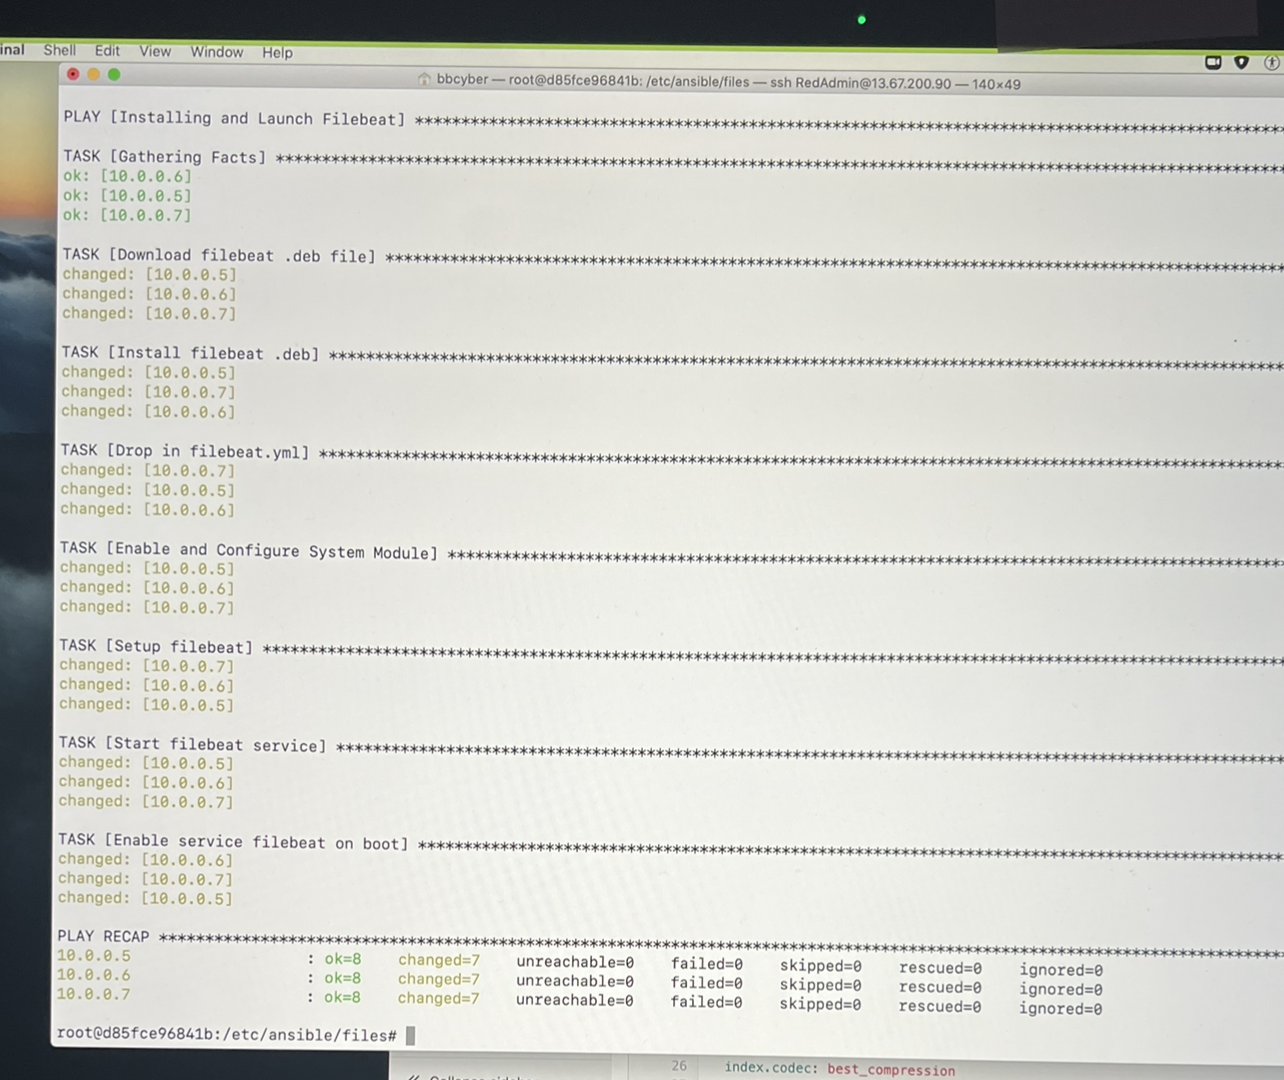 Shell Edit View Window Help
bbcyber — root@d85fce96841b: /etc/ansible/files — ssh RedAdmin@13.67.200.90 — 140×49
PLAY [Installing and Launch Filebeat] ****************************************************************************************************
TASK [Gathering Facts] ****************************************************************************************************
ok: [10.0.0.6]
ok: [10.0.0.5]
ok: [10.0.0.7]
TASK [Download filebeat .deb file] ****************************************************************************************************
changed: [10.0.0.5]
changed: [10.0.0.6]
changed: [10.0.0.7]
TASK [Install filebeat .deb] ****************************************************************************************************
changed: [10.0.0.5]
changed: [10.0.0.7]
changed: [10.0.0.6]
TASK [Drop in filebeat.yml] ****************************************************************************************************
changed: [10.0.0.7]
changed: [10.0.0.5]
changed: [10.0.0.6]
TASK [Enable and Configure System Module] ****************************************************************************************************
changed: [10.0.0.5]
changed: [10.0.0.6]
changed: [10.0.0.7]
TASK [Setup filebeat] ****************************************************************************************************
changed: [10.0.0.7]
changed: [10.0.0.6]
changed: [10.0.0.5]
TASK [Start filebeat service] ****************************************************************************************************
changed: [10.0.0.5]
changed: [10.0.0.6]
changed: [10.0.0.7]
TASK [Enable service filebeat on boot] ****************************************************************************************************
changed: [10.0.0.6]
changed: [10.0.0.7]
changed: [10.0.0.5]
PLAY RECAP ****************************************************************************************************
10.0.0.5 : ok=8 changed=7 unreachable=0 failed=0 skipped=0 rescued=0 ignored=0
10.0.0.6 : ok=8 changed=7 unreachable=0 failed=0 skipped=0 rescued=0 ignored=0
10.0.0.7 : ok=8 changed=7 unreachable=0 failed=0 skipped=0 rescued=0 ignored=0
root@d85fce96841b:/etc/ansible/files#
26 index.codec: best_compression